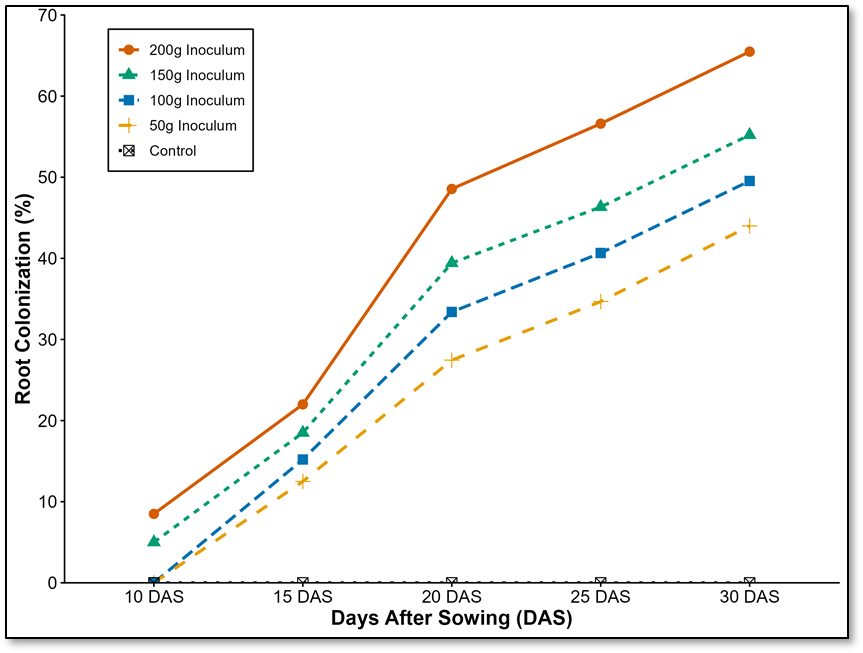 70
60
50
40
30
20
10
0
Root Colonization (%)
200g Inoculum
150g Inoculum
100g Inoculum
50g Inoculum
Control
10 DAS 15 DAS 20 DAS 25 DAS 30 DAS
Days After Sowing (DAS)